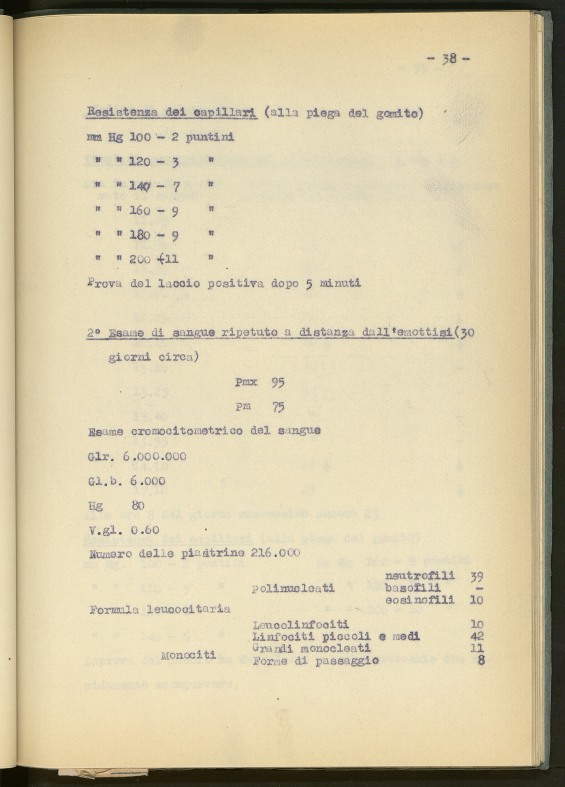 - 38 -
Resistenza dei capillari (alla piega del gomito)
mm Hg 100 - 2 puntini
" " 120 - 3 "
" " 140 - 7 "
" " 160 - 9 "
" " 180 - 9 "
" " 200 - 11 "
Prova del laccio positiva dopo 5 minuti
2° Esame di sangue ripetuto a distanza dall'emottisi(30
giorni circa)
Pmx 95
Pm 75
Esame cromocitometrico del sangue
Glr. 6.000.000
Gl.b. 6.000
Hg 80
V.gl. 0.60
Numero delle piastrine 216.000
neutrofili 39
Polinucleati basofili -
eosinofili 10
Formula leucocitaria
Leucolinfociti 10
Linfociti piccoli e medi 42
Grandi monocleati 11
Monociti Forme di passaggio 8